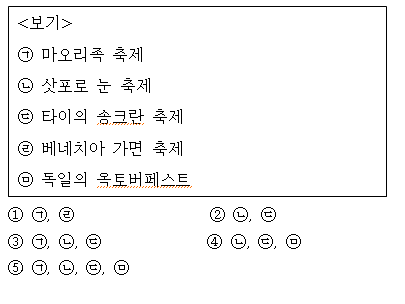 <보기>
㉠ 마오리족 축제
㉡ 삿포로 눈 축제
㉢ 타이의 송크란 축제
㉣ 베네치아 가면 축제
㉤ 독일의 옥토버페스트
① ㉠, ㉣ ② ㉡, ㉢
③ ㉠, ㉡, ㉢ ④ ㉡, ㉢, ㉤
⑤ ㉠, ㉡, ㉢, ㉤